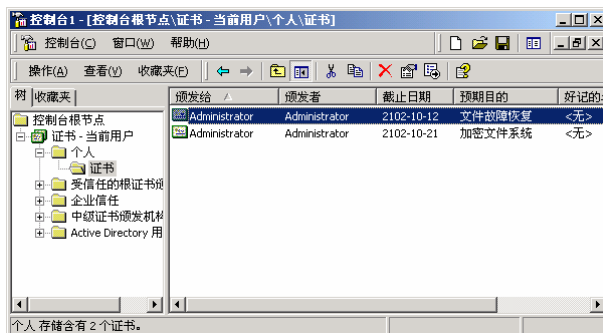 控制台1 - [控制台根节点\证书 - 当前用户\个人\证书]
控制台(C) 窗口(W) 帮助(H)
操作(A) 查看(V) 收藏夹(F)
树 收藏夹
控制台根节点
证书 - 当前用户
个人
证书
受信任的根证书颁
企业信任
中级证书颁发机构
Active Directory 用
颁发给 颁发者 截止日期 预期目的 好记的
Administrator Administrator 2102-10-12 文件故障恢复 <无>
Administrator Administrator 2102-10-21 加密文件系统 <无>
个人 存储含有 2 个证书。